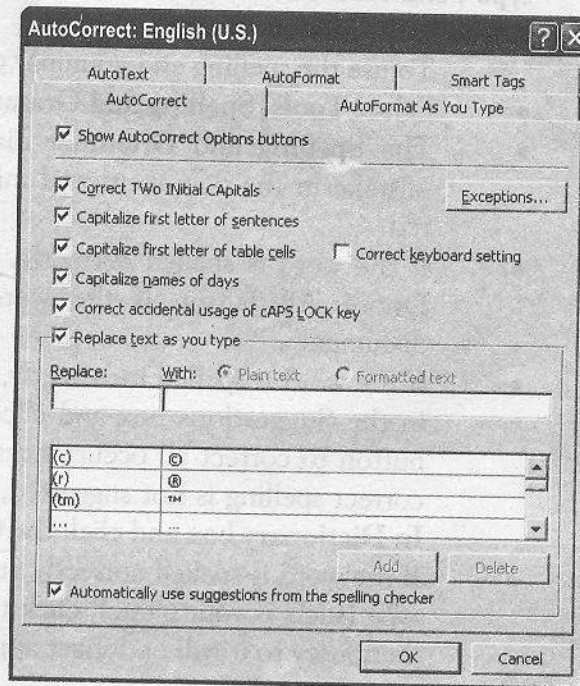 AutoCorrect: English (U.S.)
AutoText AutoFormat Smart Tags
AutoCorrect AutoFormat As You Type
Show AutoCorrect Options buttons
Correct TWo INitial CApitals Exceptions...
Capitalize first letter of sentences
Capitalize first letter of table cells Correct keyboard setting
Capitalize names of days
Correct accidental usage of cAPS LOCK key
Replace text as you type
Replace: With: Plain text Formatted text
(c) ©
(r) ®
(tm) ™
... ...
Add Delete
Automatically use suggestions from the spelling checker
OK Cancel